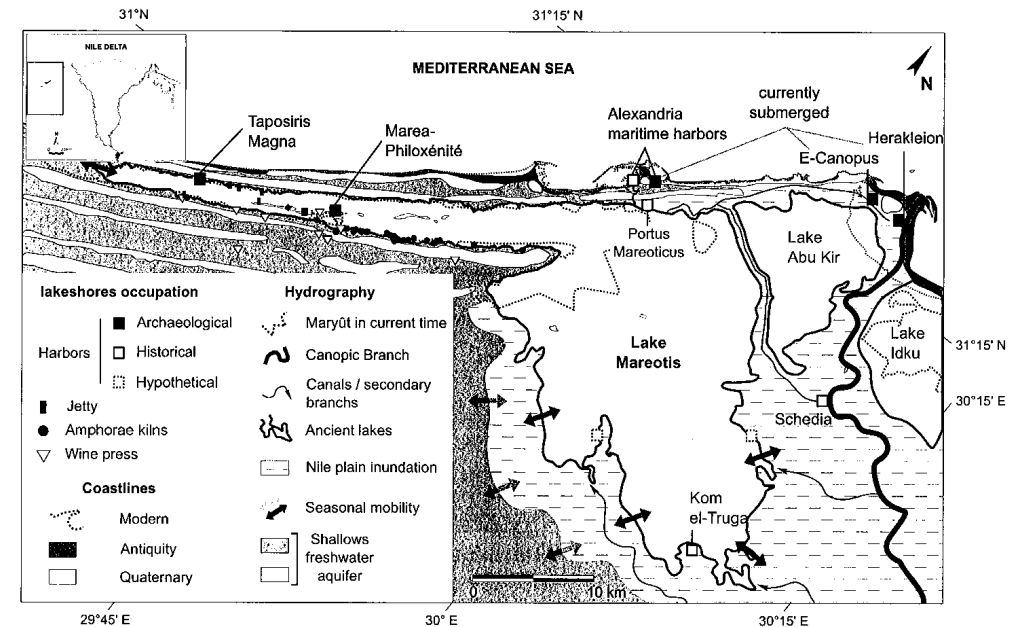 31°N
31°15' N
NILE DELTA
N
MEDITERRANEAN SEA
N
currently
submerged
Alexandria
maritime harbors
Herakleion
E-Canopus
Taposiris
Magna
Marea-
Philoxénité
Portus
Mareoticus
Lake
Abu Kir
Lake
Mareotis
Lake
Idku
31°15' N
30°15' E
Schedia
Kom
el-Truga
lakeshores occupation
Harbors
Archaeological
Historical
Hypothetical
Jetty
Amphorae kilns
Wine press
Coastlines
Modern
Antiquity
Quaternary
Hydrography
Maryût in current time
Canopic Branch
Canals / secondary
branchs
Ancient lakes
Nile plain inundation
Seasonal mobility
Shallows
freshwater
aquifer
0
10 km
29°45' E
30° E
30°15' E